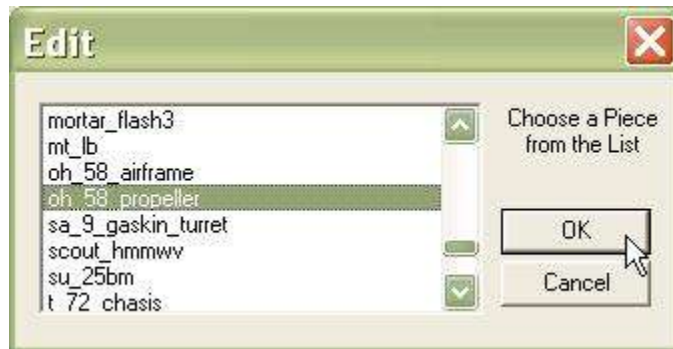 Edit
mortar_flash3
mt_lb
oh_58_airframe
oh_58_propeller
sa_9_gaskin_turret
scout_hmmwv
su_25bm
t_72_chasis
Choose a Piece
from the List
OK
Cancel